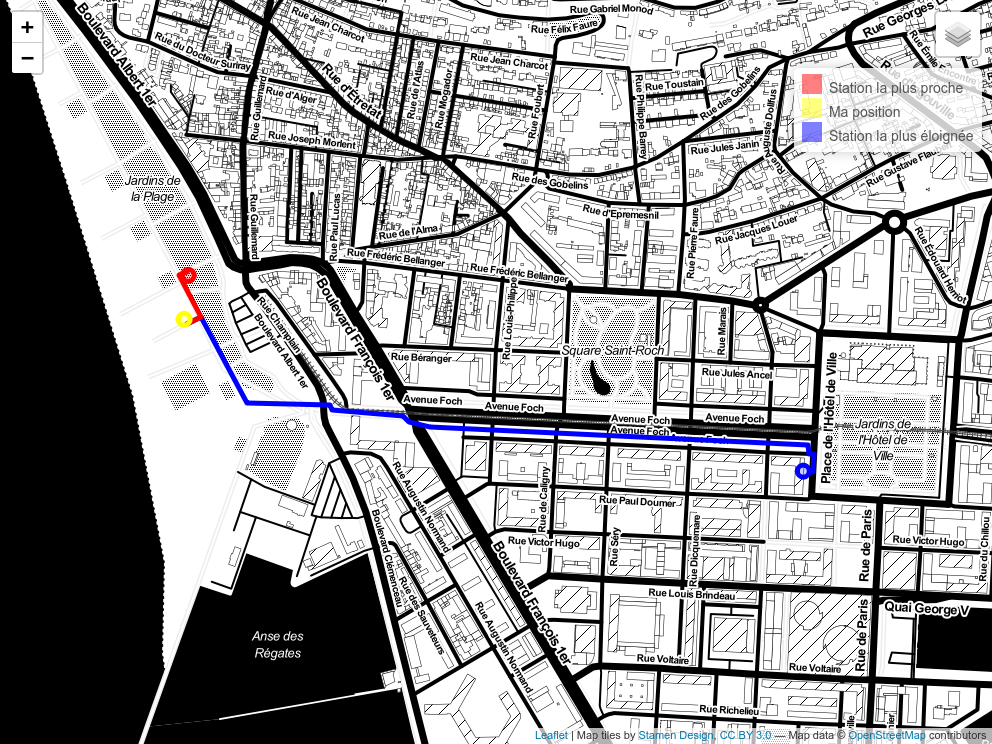 +
−
Rue Gabriel Monod
Rue Georges L
Rue Félix Faure
Boulevard Albert 1er
Rue Jean Charcot
Rue du Docteur Suriray
Rue Jean Charcot
Rue d'Étretat
Rue de l'Atlas
Rue Mogador
Rue Foubert
Rue Philippe Barrey
Rue Toustain
Rue des Gobelins
Rue Guillemard
Rue d'Alger
Station la plus proche
Ma position
Station la plus éloignée
Rue Joseph Morlent
Rue Jules Janin
Auguste Dollfus
Rue Gustave Flau
Jardins de
la Plage
Rue des Gobelins
Rue Guillemard
Rue Paul Lucas
Rue d'Epremesnil
Rue de l'Alma
Rue Pierre Faure
Rue Jacques Louer
Rue Édouard Herriot
Rue Frédéric Bellanger
Rue Frédéric Bellanger
Rue Champlain
Boulevard Albert 1er
Boulevard François 1er
Rue Louis-Philippe
Rue Marais
Square Saint-Roch
Rue Béranger
Rue Jules Ancel
Place de l'Hôtel de Ville
Avenue Foch
Avenue Foch
Avenue Foch
Avenue Foch
Avenue Foch
Jardins de
l'Hôtel de
Ville
Rue Augustin Normand
Rue de Caligny
Rue Paul Doumer
Boulevard Clemenceau
Rue Victor Hugo
Rue Séry
Rue Dicquemare
Rue de Paris
Rue Victor Hugo
Rue du Chillou
Boulevard François 1er
Rue des Sauveteurs
Rue Louis Brindeau
Quai George V
Rue Augustin Normand
Rue de Paris
Anse des
Régates
Rue Voltaire
Rue Voltaire
Rue Richelieu
Leaflet | Map tiles by Stamen Design, CC BY 3.0 — Map data © OpenStreetMap contributors